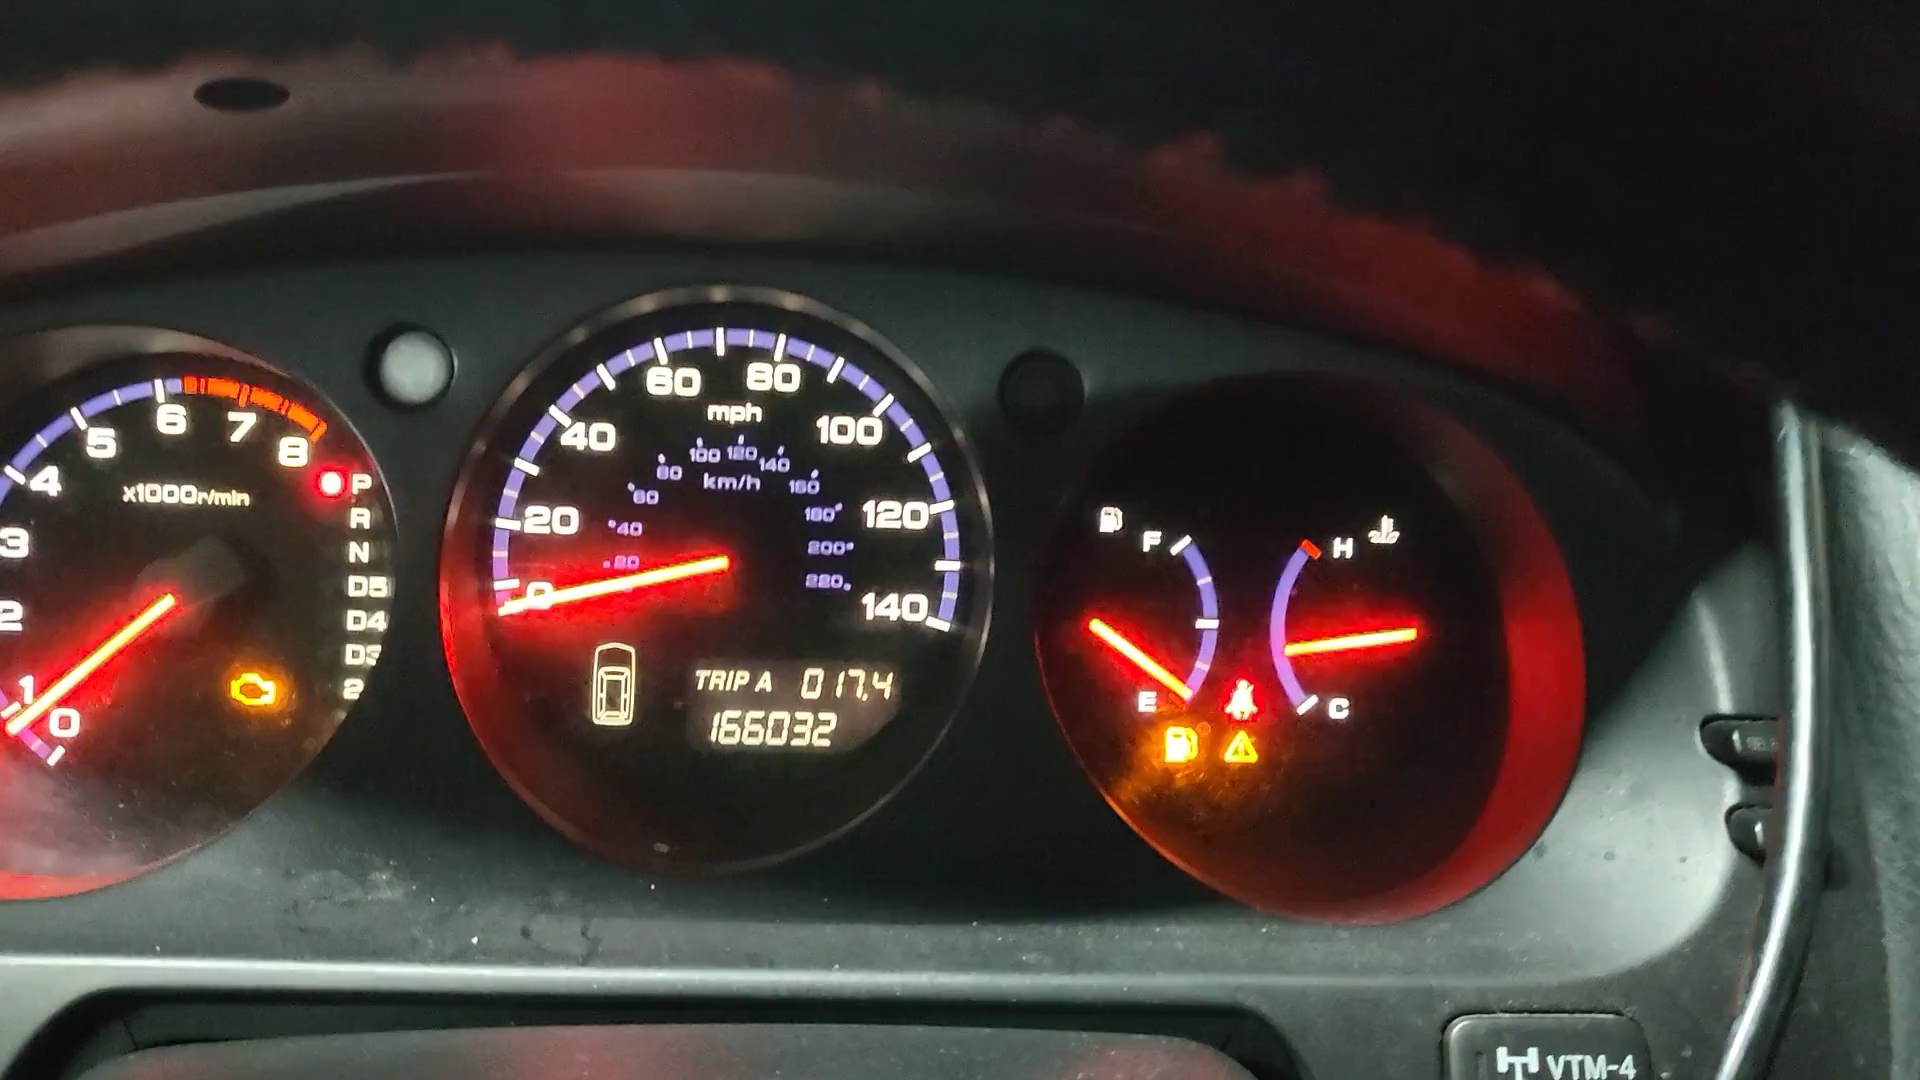 4 5 6 7 8
x1000r/min
3
2
1
0
P
R
N
D5
D4
D3
2
0 20 40 60 80 100 120 140
mph
20 40 60 80 100 120 140 160 180 200 220
km/h
TRIP A 017.4
166032
F
E
H
C
VTM-4